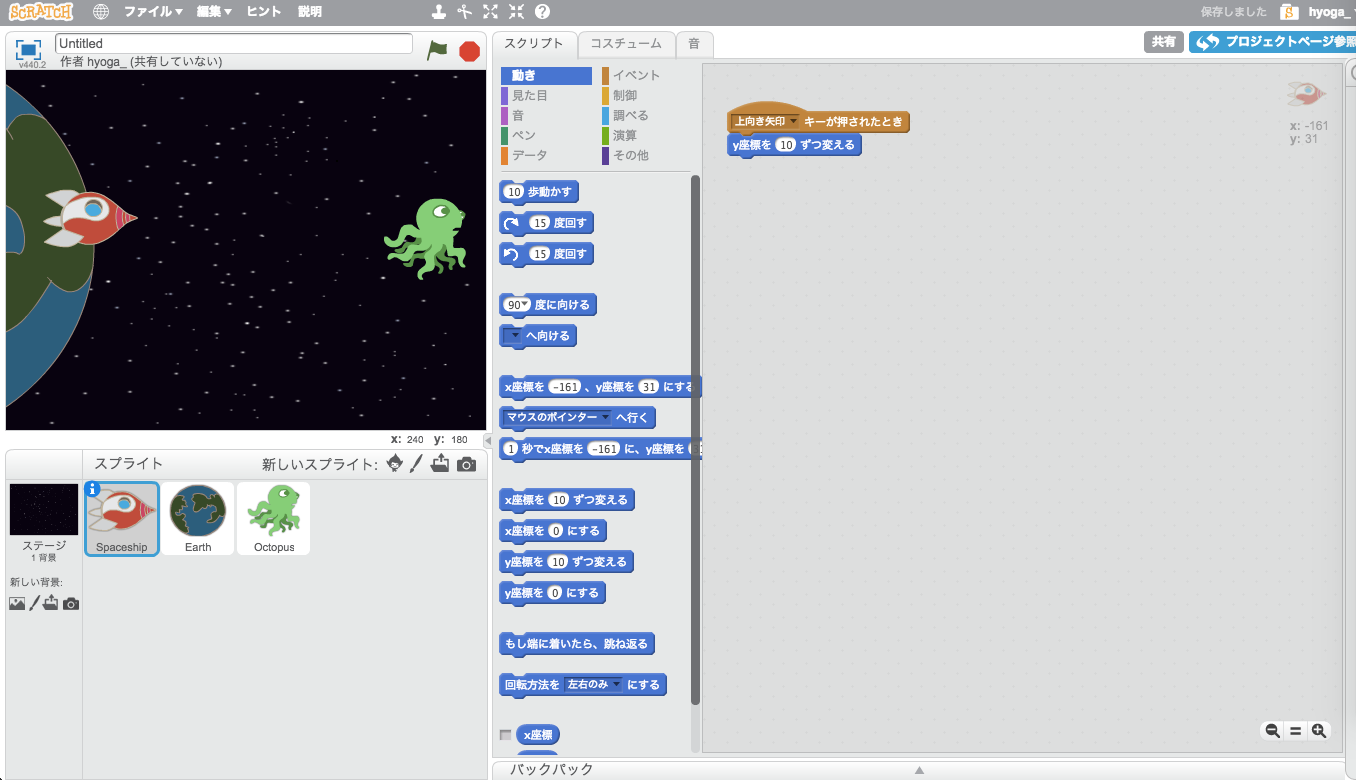 SCRATCH ファイル▼ 編集▼ ヒント 説明 保存しました hyoga_
Untitled
作者 hyoga_ (共有していない)
v440.2
スクリプト コスチューム 音
共有 プロジェクトページ参照
動き イベント
見た目 制御
音 調べる
ペン 演算
データ その他
10 歩動かす
15 度回す
15 度回す
90▼ 度に向ける
へ向ける
x座標を -161 、y座標を 31 にする
マウスのポインター へ行く
1 秒でx座標を -161 に、y座標を
x座標を 10 ずつ変える
x座標を 0 にする
y座標を 10 ずつ変える
y座標を 0 にする
もし端に着いたら、跳ね返る
回転方法を 左右のみ にする
x座標
上向き矢印 キーが押されたとき
y座標を 10 ずつ変える
x: -161
y: 31
x: 240 y: 180
スプライト 新しいスプライト:
ステージ
1 背景
新しい背景:
Spaceship Earth Octopus
バックパック